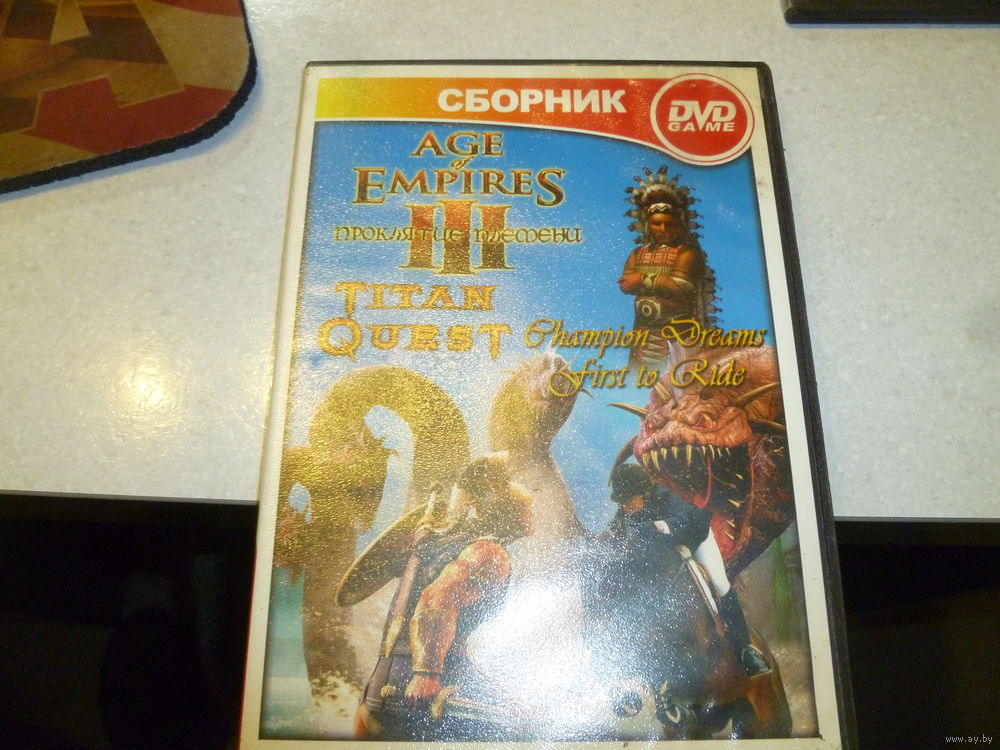 СБОРНИК
DVD
GAME
AGE
of
EMPIRES
III
ПРОКЛЯТИЕ ПЛЕМЕНИ
TITAN
QUEST
Champion Dreams
First to Ride
www.ay.by